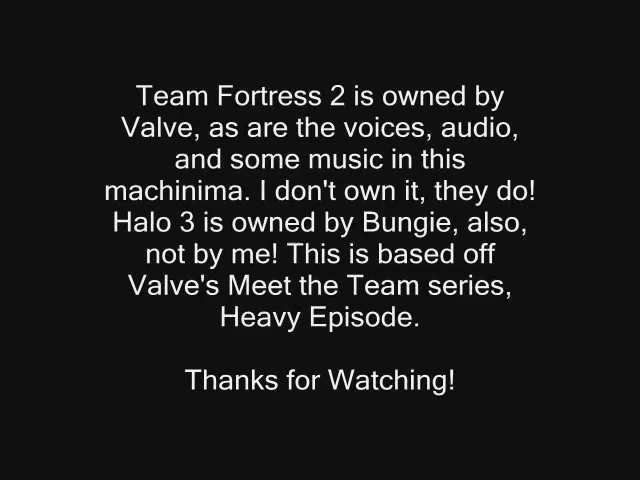 Team Fortress 2 is owned by
Valve, as are the voices, audio,
and some music in this
machinima. I don't own it, they do!
Halo 3 is owned by Bungie, also,
not by me! This is based off
Valve's Meet the Team series,
Heavy Episode.
Thanks for Watching!